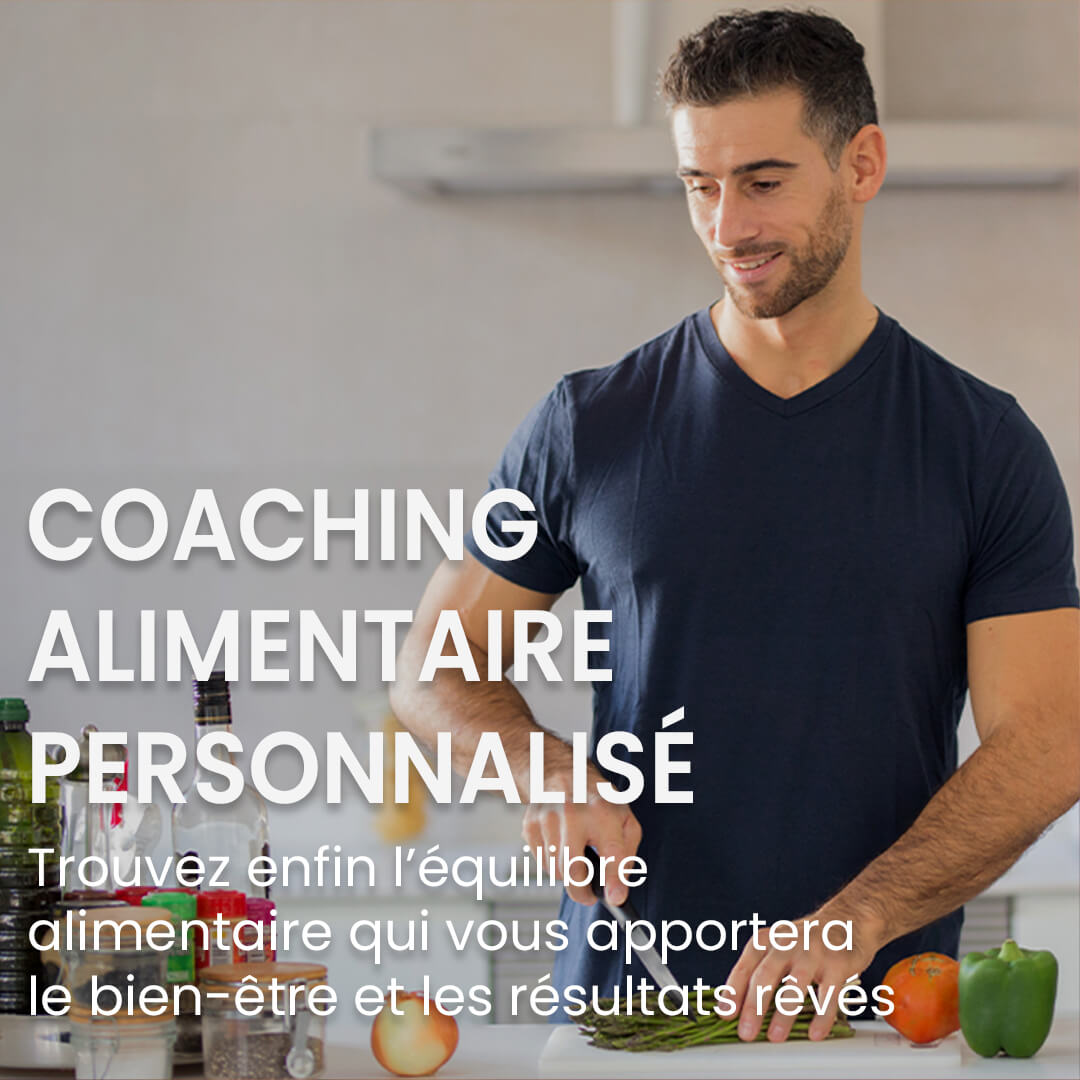 COACHING
ALIMENTAIRE
PERSONNALISÉ
Trouvez enfin l’équilibre
alimentaire qui vous apportera
le bien-être et les résultats rêvés